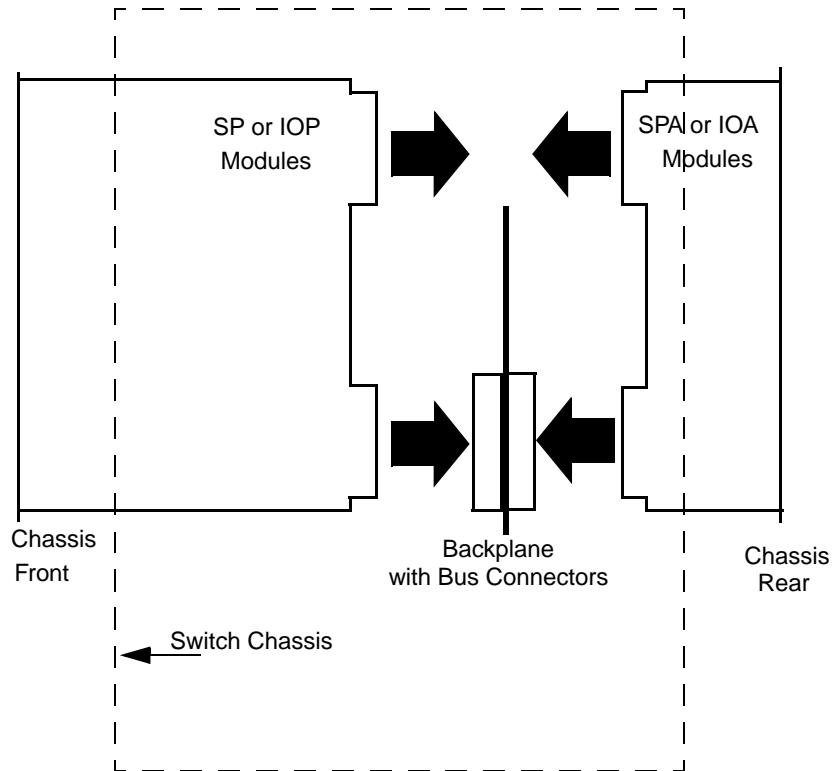 SP or IOP
Modules
SPA or IOA
Modules
Chassis
Front
Backplane
with Bus Connectors
Chassis
Rear
Switch Chassis